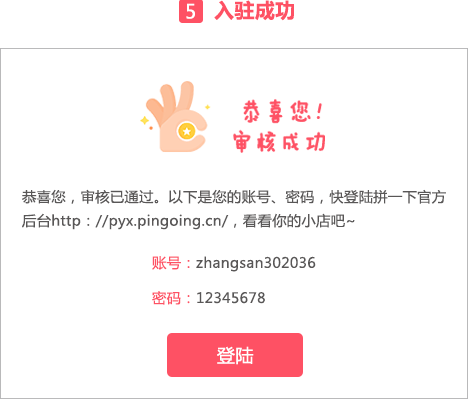 5 入驻成功
恭喜您！
审核成功
恭喜您，审核已通过。以下是您的账号、密码，快登陆拼一下官方
后台http：//pyx.pingoing.cn/，看看你的小店吧~
账号：zhangsan302036
密码：12345678
登陆